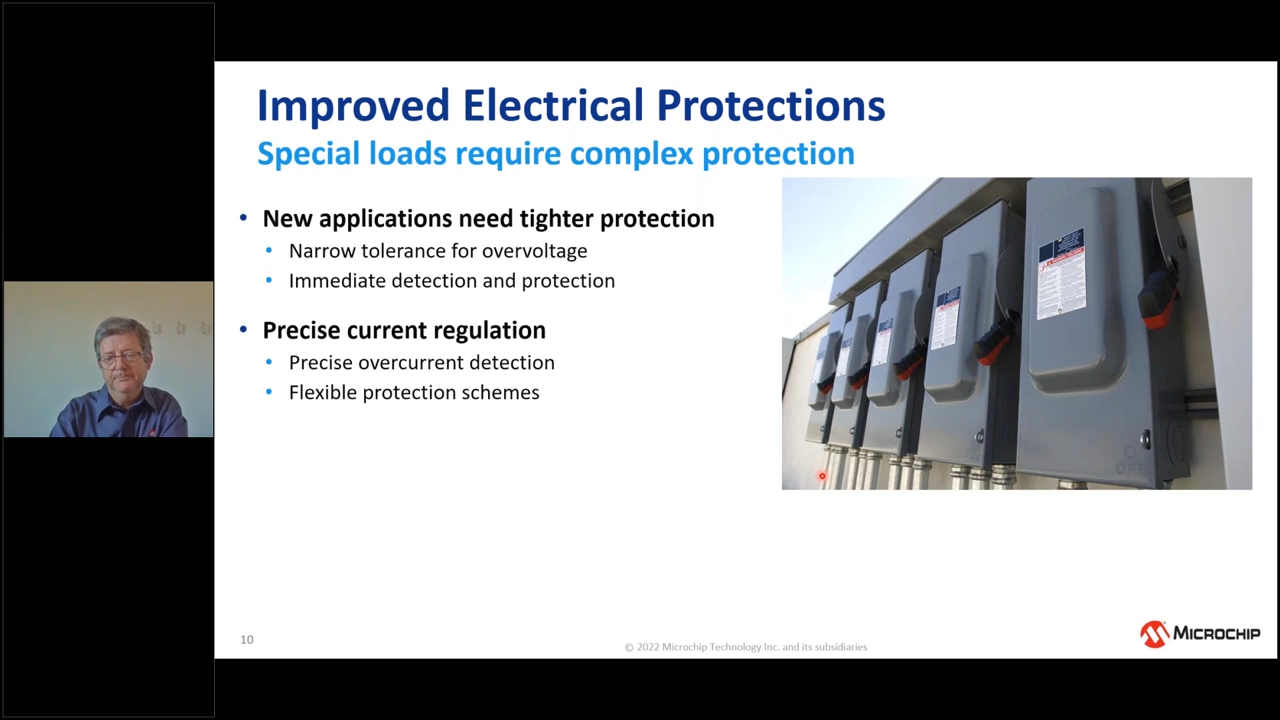 Improved Electrical Protections
Special loads require complex protection
• New applications need tighter protection
• Narrow tolerance for overvoltage
• Immediate detection and protection
• Precise current regulation
• Precise overcurrent detection
• Flexible protection schemes
OFF
10
© 2022 Microchip Technology Inc. and its subsidiaries
MICROCHIP